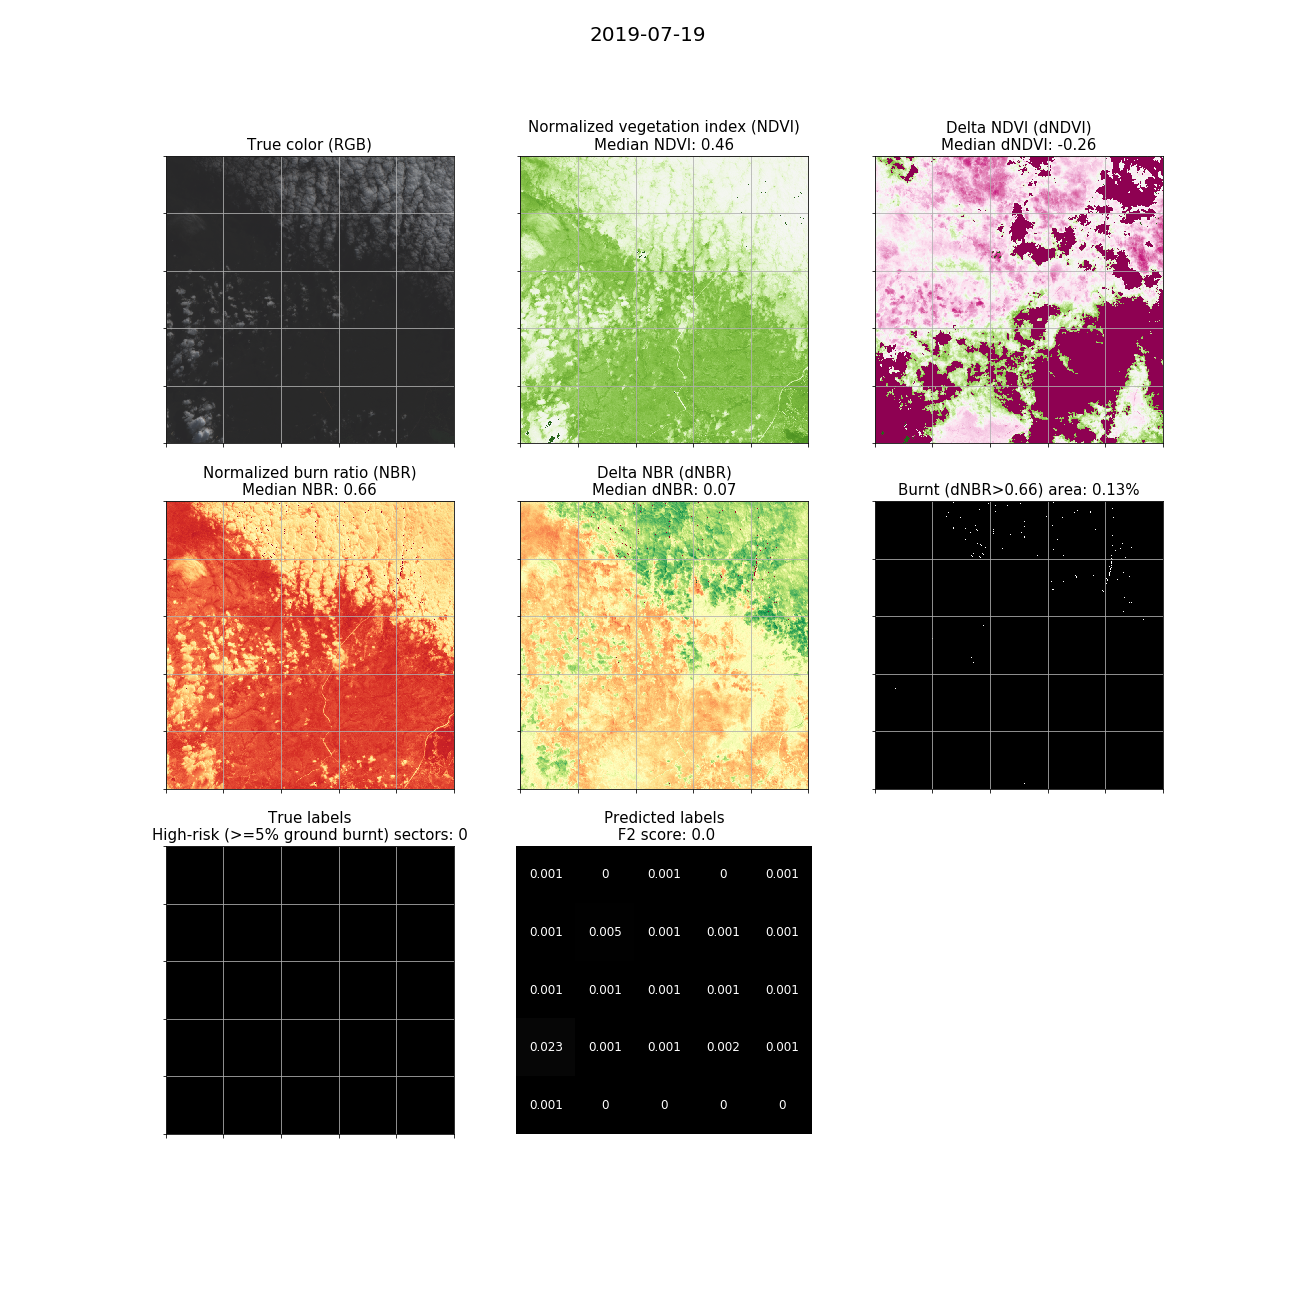 2019-07-19
True color (RGB)
Normalized vegetation index (NDVI)
Median NDVI: 0.46
Delta NDVI (dNDVI)
Median dNDVI: -0.26
Normalized burn ratio (NBR)
Median NBR: 0.66
Delta NBR (dNBR)
Median dNBR: 0.07
Burnt (dNBR>0.66) area: 0.13%
True labels
High-risk (>=5% ground burnt) sectors: 0
Predicted labels
F2 score: 0.0
0.001 0 0.001 0 0.001
0.001 0.005 0.001 0.001 0.001
0.001 0.001 0.001 0.001 0.001
0.023 0.001 0.001 0.002 0.001
0.001 0 0 0 0